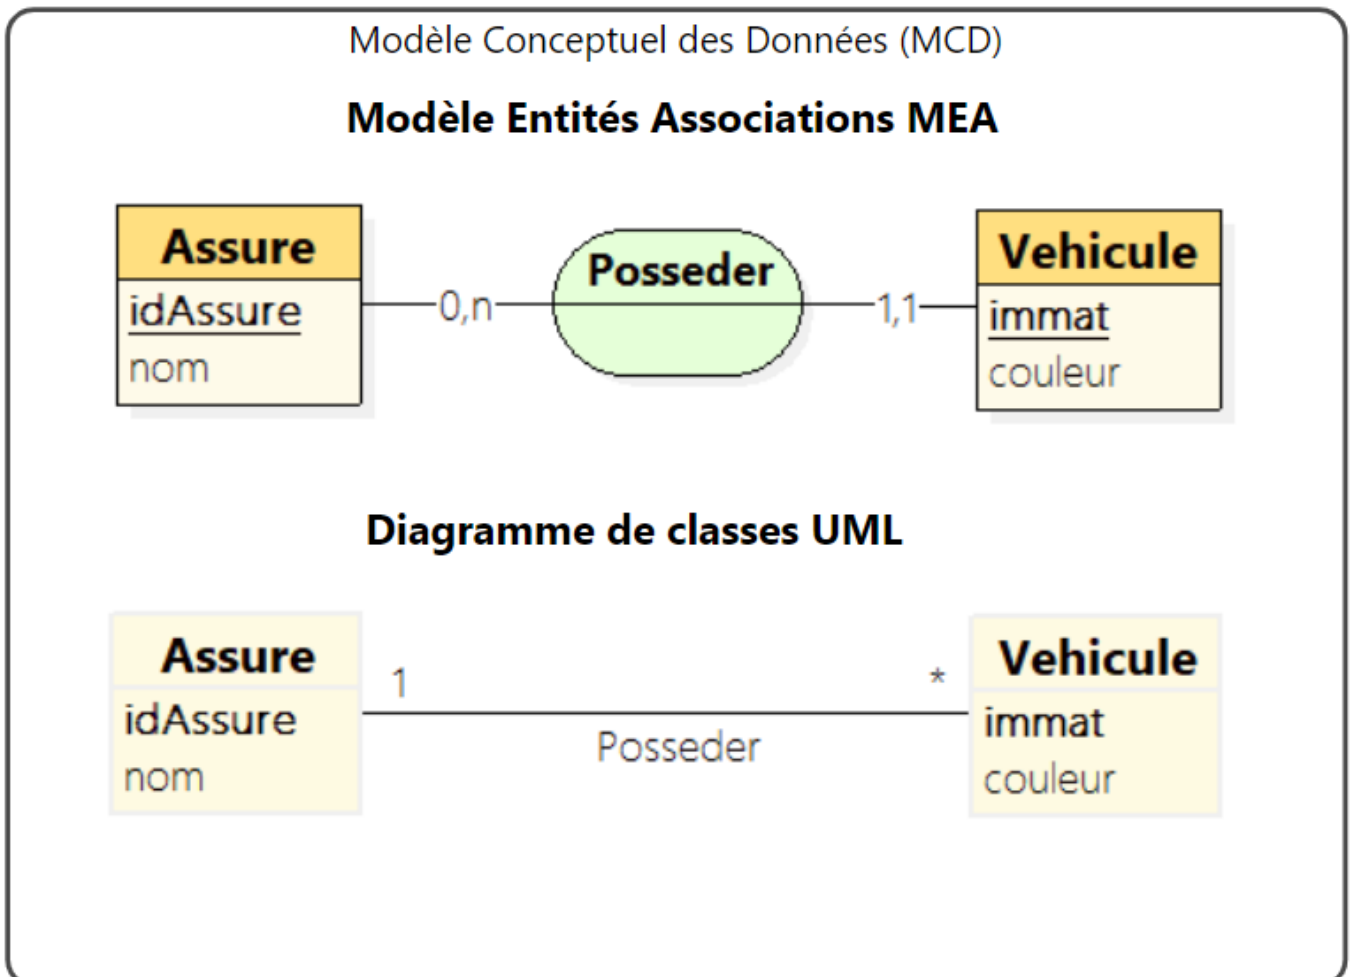 Modèle Conceptuel des Données (MCD)
Modèle Entités Associations MEA
Assure
idAssure
nom
0,n
Posseder
1,1
Vehicule
immat
couleur
Diagramme de classes UML
Assure
idAssure
nom
1
Posseder
*
Vehicule
immat
couleur